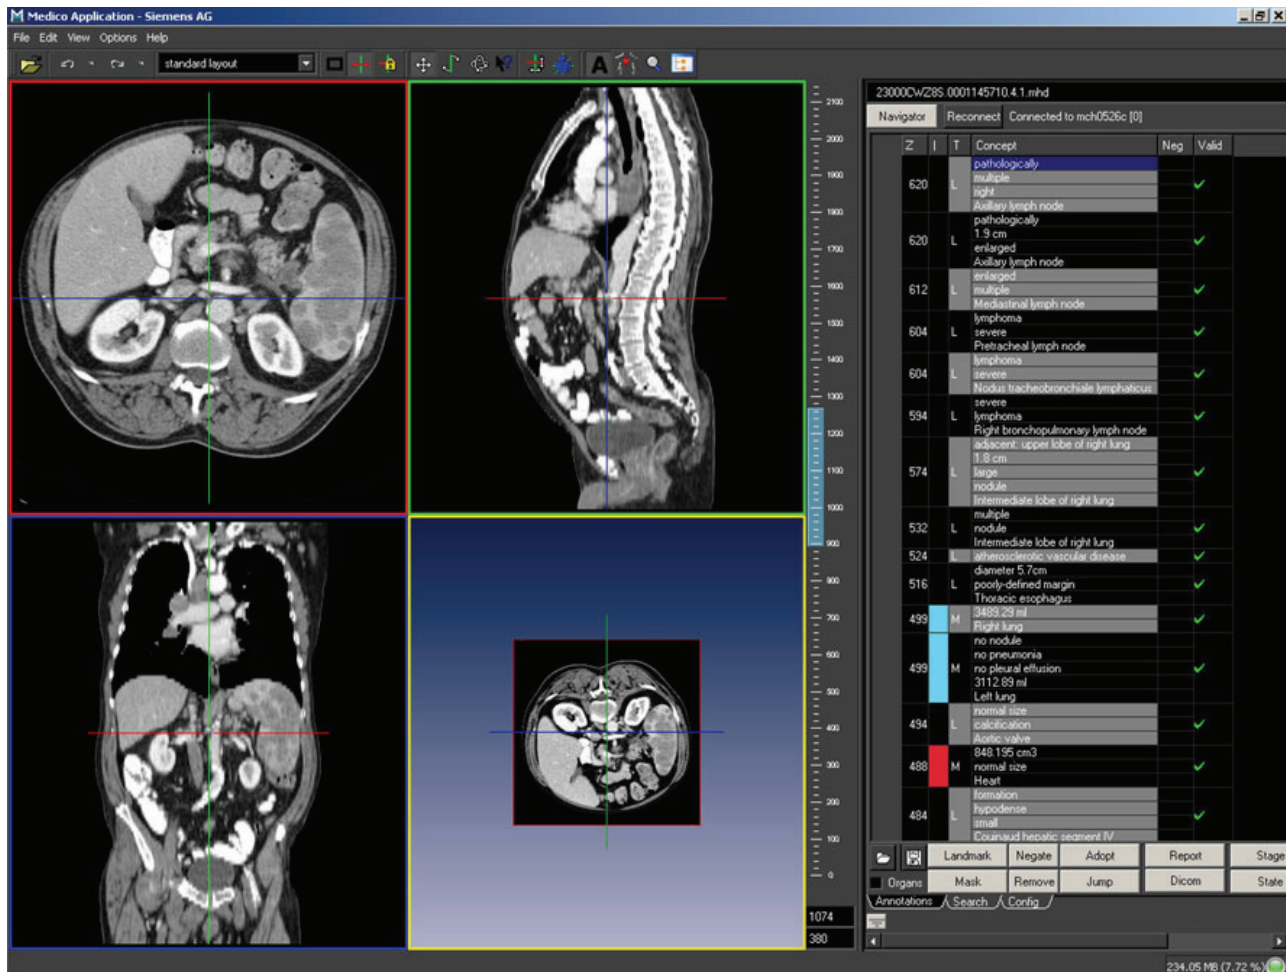 Medico Application - Siemens AG
File Edit View Options Help
standard layout
23000CWZ8S.0001145710.4.1.mhd
Navigator Reconnect Connected to mch0526c [0]
Z I T Concept Neg Valid
pathologically
multiple
620 L
right
Axillary lymph node
pathologically
1.9 cm
620 L
enlarged
Axillary lymph node
enlarged
612 L multiple
Mediastinal lymph node
lymphoma
604 L severe
Pretracheal lymph node
lymphoma
604 L severe
Nodus tracheobronchiale lymphaticus
severe
594 L lymphoma
Right bronchopulmonary lymph node
adjacent: upper lobe of right lung
1.8 cm
574 L large
nodule
Intermediate lobe of right lung
multiple
532 L nodule
Intermediate lobe of right lung
524 L atherosclerotic vascular disease
diameter 5.7cm
516 L poorly-defined margin
Thoracic esophagus
499 M 3489.29 ml
Right lung
no nodule
no pneumonia
499 M no pleural effusion
3112.89 ml
Left lung
normal size
494 L calcification
Aortic valve
848.195 cm3
488 M normal size
Heart
formation
hypodense
484 L
small
Couinaud hepatic segment IV
2100
2000
1900
1800
1700
1600
1500
1400
1300
1200
1100
1000
900
800
700
600
500
400
300
200
100
0
1074
380
Landmark Negate Adopt Report Stage
Organs Mask Remove Jump Dicom State
Annotations Search Config
234.05 MB (7.72 %)